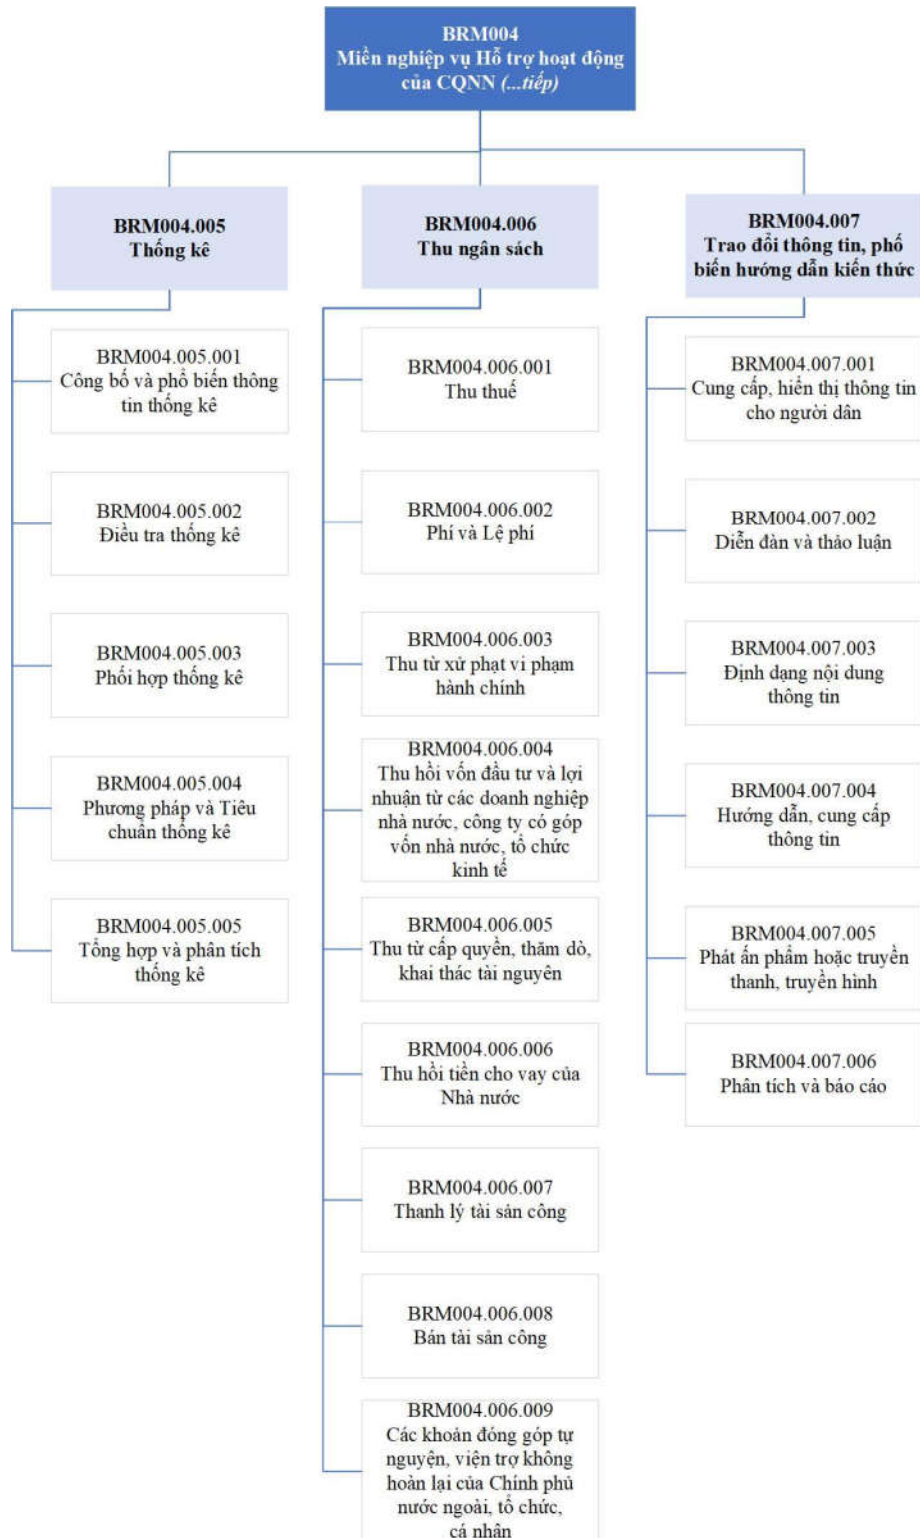 BRM004
Miền nghiệp vụ Hỗ trợ hoạt động
của CQNN (...tiếp)
BRM004.005
Thống kê
BRM004.005.001
Công bố và phổ biến thông
tin thống kê
BRM004.005.002
Điều tra thống kê
BRM004.005.003
Phối hợp thống kê
BRM004.005.004
Phương pháp và Tiêu
chuẩn thống kê
BRM004.005.005
Tổng hợp và phân tích
thống kê
BRM004.006
Thu ngân sách
BRM004.006.001
Thu thuế
BRM004.006.002
Phí và Lệ phí
BRM004.006.003
Thu từ xử phạt vi phạm
hành chính
BRM004.006.004
Thu hồi vốn đầu tư và lợi
nhuận từ các doanh nghiệp
nhà nước, công ty có góp
vốn nhà nước, tổ chức
kinh tế
BRM004.006.005
Thu từ cấp quyền, thăm dò,
khai thác tài nguyên
BRM004.006.006
Thu hồi tiền cho vay của
Nhà nước
BRM004.006.007
Thanh lý tài sản công
BRM004.006.008
Bán tài sản công
BRM004.006.009
Các khoản đóng góp tự
nguyện, viện trợ không
hoàn lại của Chính phủ
nước ngoài, tổ chức,
cá nhân
BRM004.007
Trao đổi thông tin, phổ
biến hướng dẫn kiến thức
BRM004.007.001
Cung cấp, hiển thị thông tin
cho người dân
BRM004.007.002
Diễn đàn và thảo luận
BRM004.007.003
Định dạng nội dung
thông tin
BRM004.007.004
Hướng dẫn, cung cấp
thông tin
BRM004.007.005
Phát ấn phẩm hoặc truyền
thanh, truyền hình
BRM004.007.006
Phân tích và báo cáo